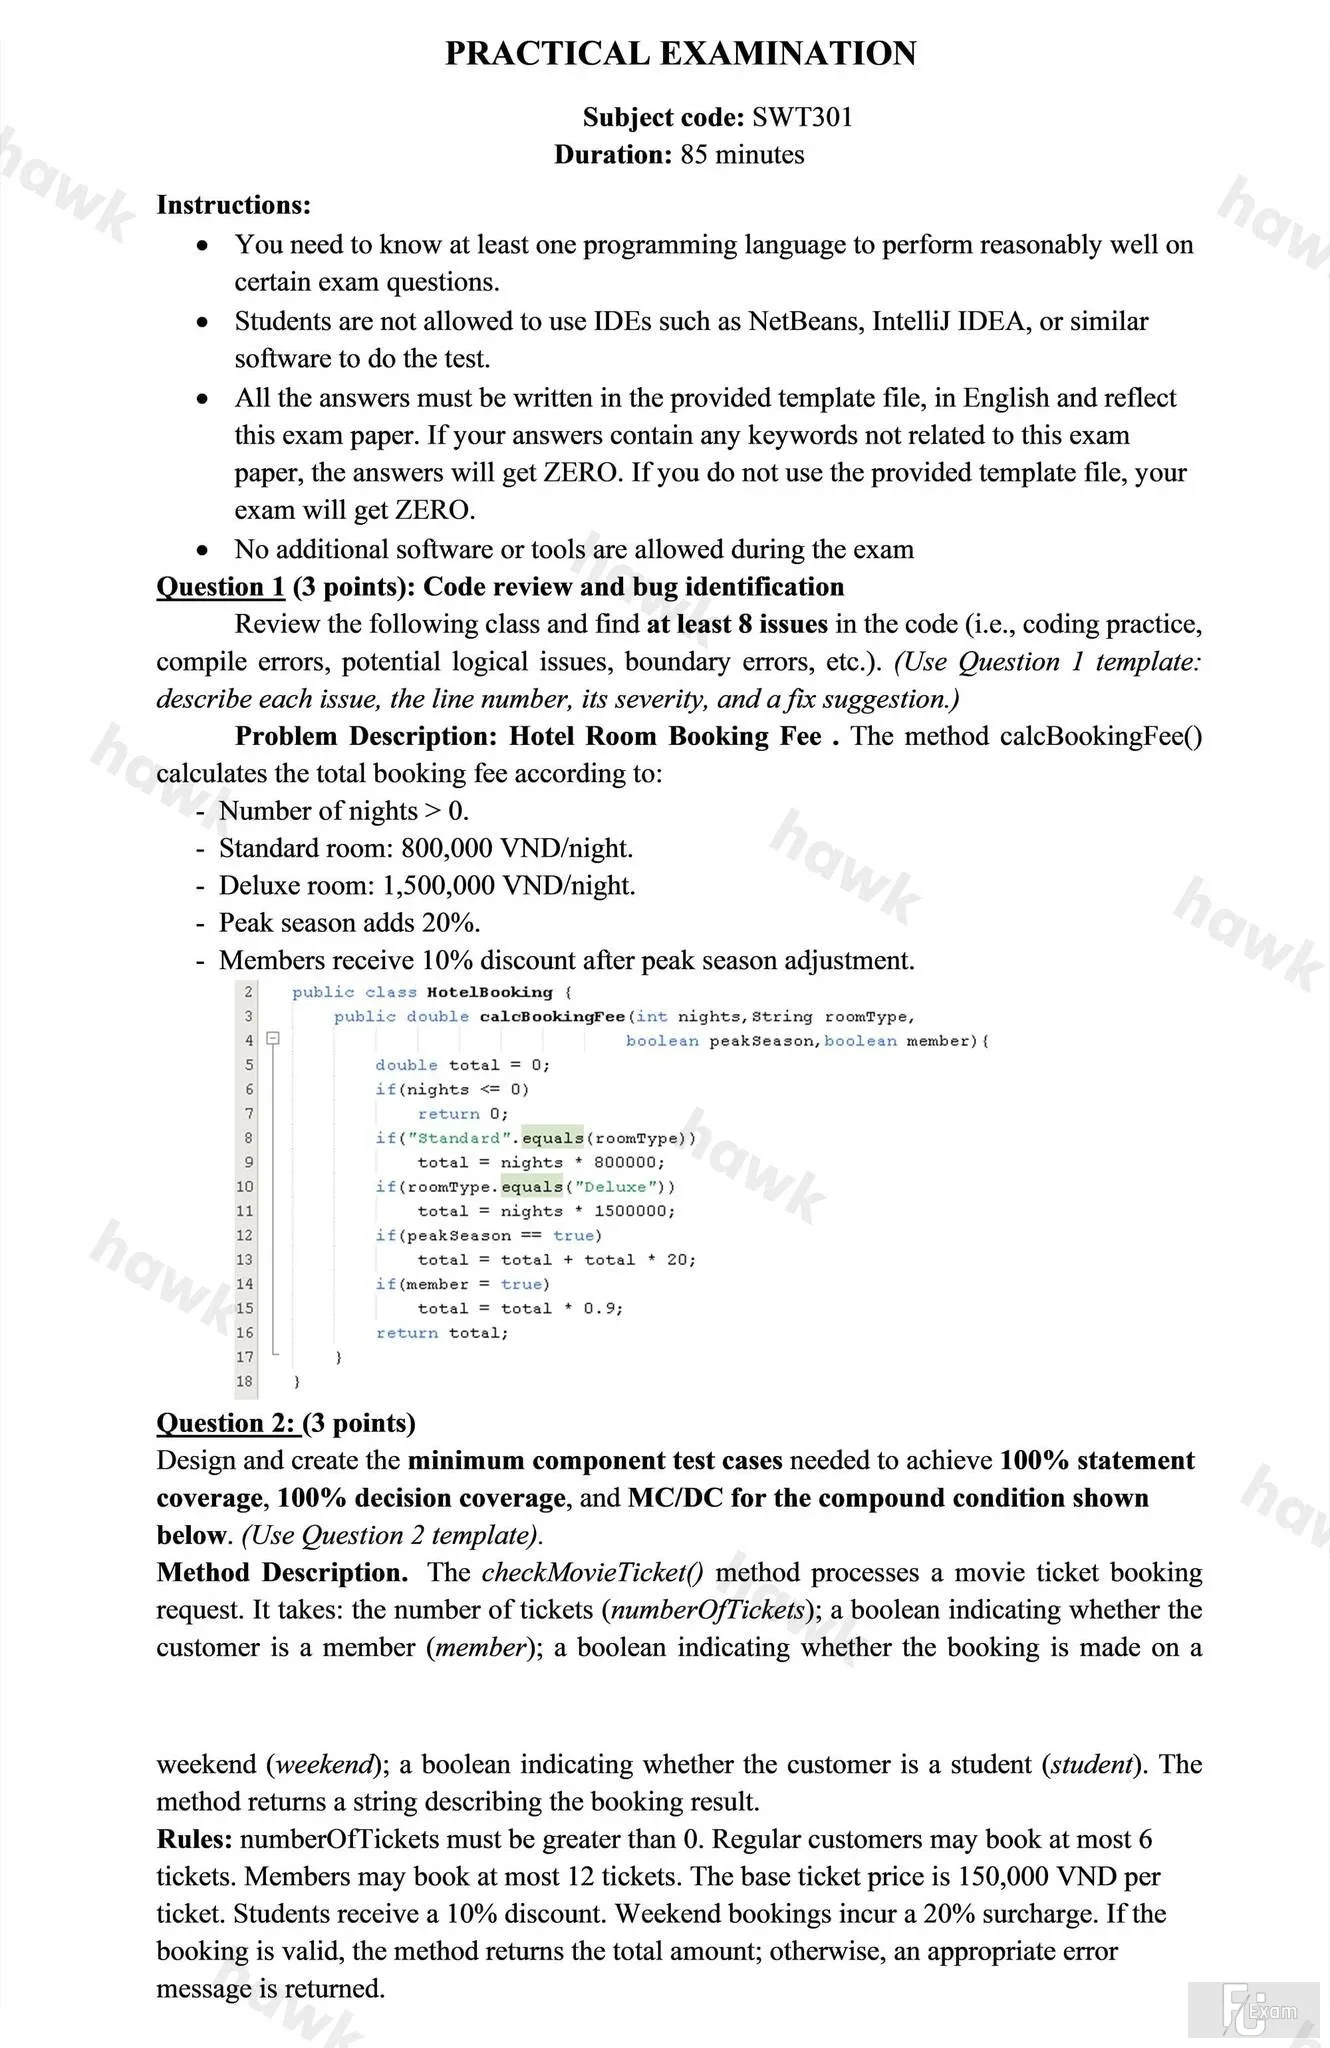 PRACTICAL EXAMINATION
Subject code: SWT301
Duration: 85 minutes
Instructions:
• You need to know at least one programming language to perform reasonably well on
certain exam questions.
• Students are not allowed to use IDEs such as NetBeans, IntelliJ IDEA, or similar
software to do the test.
• All the answers must be written in the provided template file, in English and reflect
this exam paper. If your answers contain any keywords not related to this exam
paper, the answers will get ZERO. If you do not use the provided template file, your
exam will get ZERO.
• No additional software or tools are allowed during the exam
Question 1 (3 points): Code review and bug identification
Review the following class and find at least 8 issues in the code (i.e., coding practice,
compile errors, potential logical issues, boundary errors, etc.). (Use Question 1 template:
describe each issue, the line number, its severity, and a fix suggestion.)
Problem Description: Hotel Room Booking Fee . The method calcBookingFee()
calculates the total booking fee according to:
- Number of nights > 0.
- Standard room: 800,000 VND/night.
- Deluxe room: 1,500,000 VND/night.
- Peak season adds 20%.
- Members receive 10% discount after peak season adjustment.
2 public class HotelBooking {
3 public double calcBookingFee(int nights,String roomType,
4 boolean peakSeason,boolean member){
5 double total = 0;
6 if(nights <= 0)
7 return 0;
8 if("Standard".equals(roomType))
9 total = nights * 800000;
10 if(roomType.equals("Deluxe"))
11 total = nights * 1500000;
12 if(peakSeason == true)
13 total = total + total * 20;
14 if(member = true)
15 total = total * 0.9;
16 return total;
17 }
18 }
Question 2: (3 points)
Design and create the minimum component test cases needed to achieve 100% statement
coverage, 100% decision coverage, and MC/DC for the compound condition shown
below. (Use Question 2 template).
Method Description. The checkMovieTicket() method processes a movie ticket booking
request. It takes: the number of tickets (numberOfTickets); a boolean indicating whether the
customer is a member (member); a boolean indicating whether the booking is made on a
weekend (weekend); a boolean indicating whether the customer is a student (student). The
method returns a string describing the booking result.
Rules: numberOfTickets must be greater than 0. Regular customers may book at most 6
tickets. Members may book at most 12 tickets. The base ticket price is 150,000 VND per
ticket. Students receive a 10% discount. Weekend bookings incur a 20% surcharge. If the
booking is valid, the method returns the total amount; otherwise, an appropriate error
message is returned.
hawk
hawk
hawk
hawk
hawk
hawk
hawk
hawk
hawk
hawk
Exam